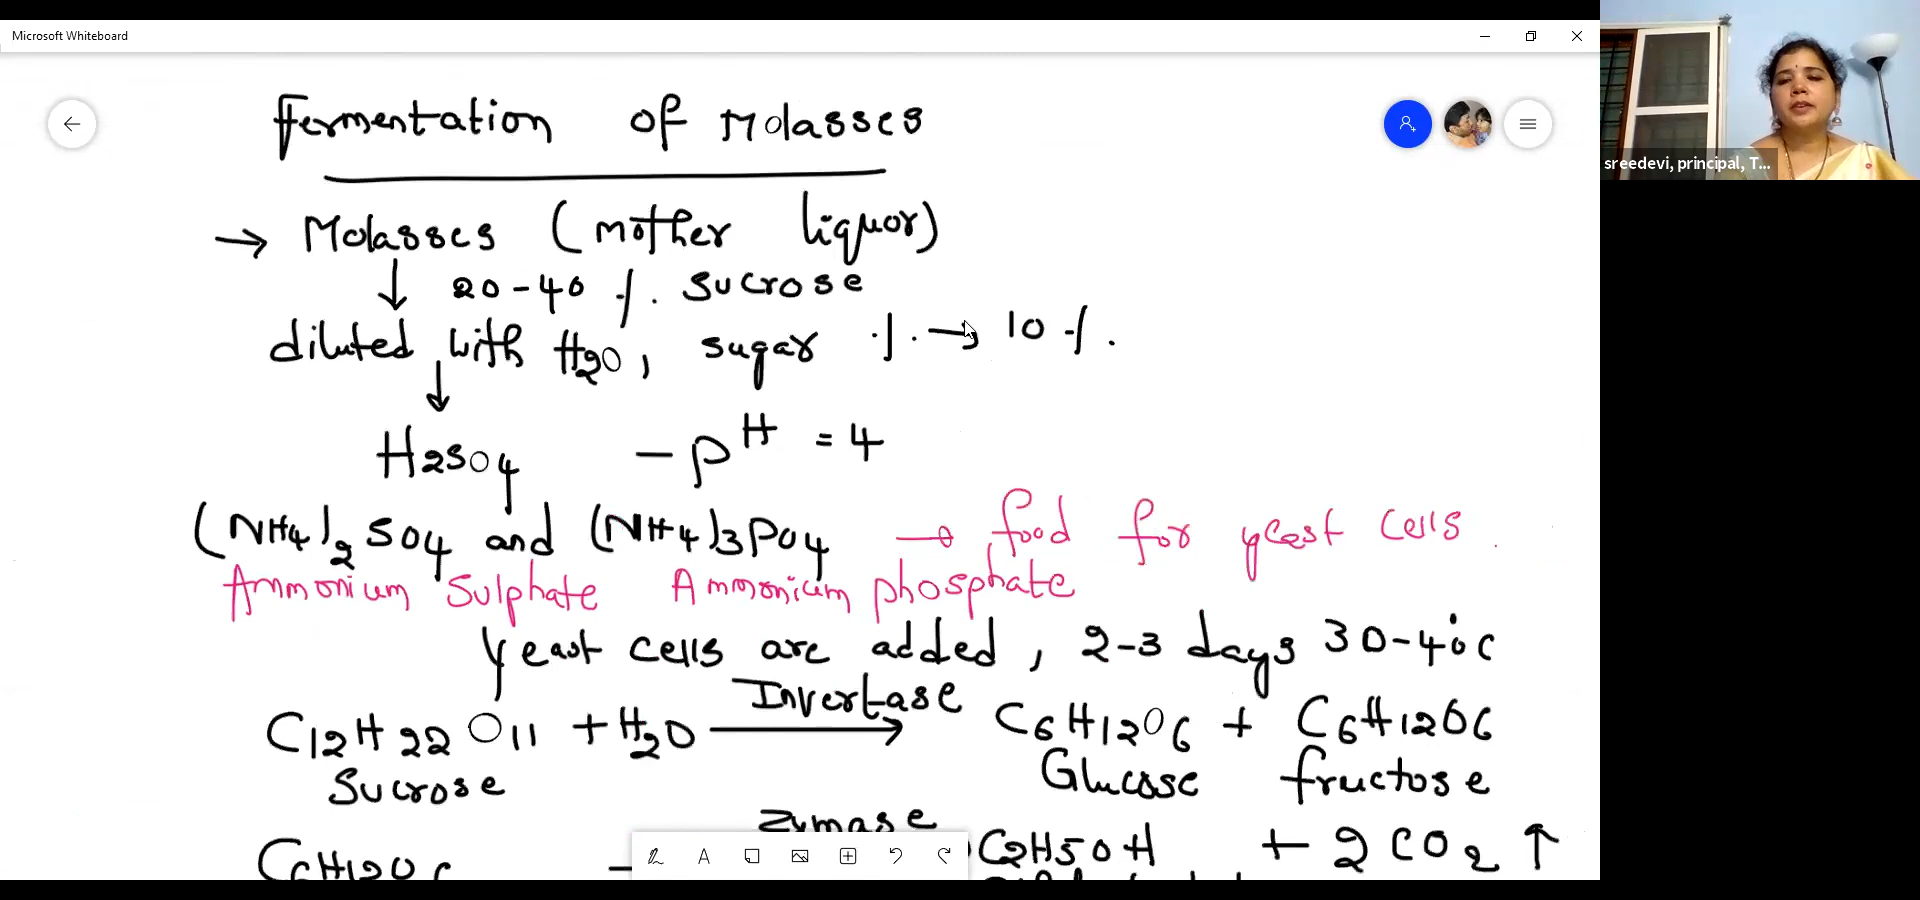 Microsoft Whiteboard
sreedevi, principal, T...
Fermentation of Molasses
→ Molasses (mother liquor)
↓ 20-40 %. sucrose
diluted with H2O, sugar %. → 10 %.
↓
H2SO4 - pH = 4
(NH4)2SO4 and (NH4)3PO4 → food for yeast cells.
Ammonium Sulphate Ammonium phosphate
Yeast cells are added, 2-3 days 30-40°C
Invertase
C12H22O11 + H2O ⟶ C6H12O6 + C6H12O6
Sucrose Glucose fructose
Zymase
C6H12O6 C2H5OH + 2CO2 ↑